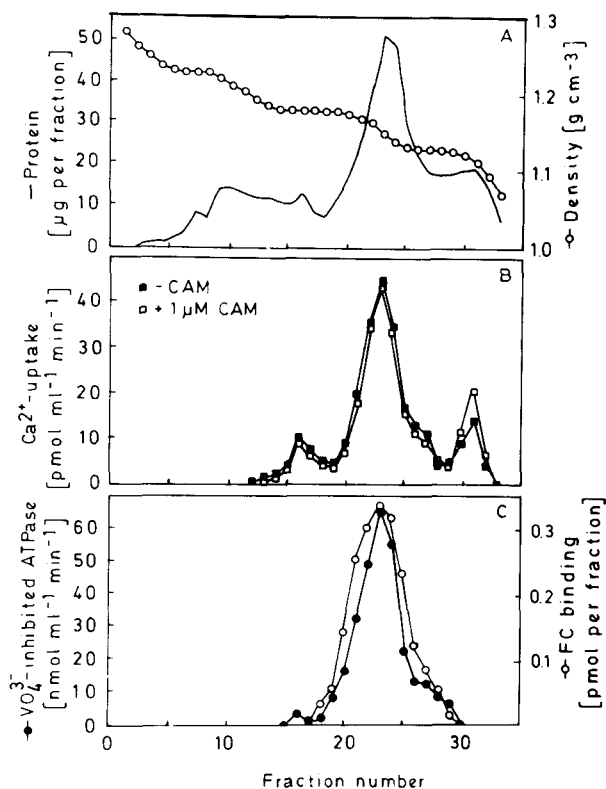 A
50
40
30
20
10
0
— Protein
[µg per fraction]
1.3
1.2
1.1
1.0
-o- Density [g cm-3]
B
■ - CAM
□ + 1 µM CAM
40
30
20
10
0
Ca2+-uptake
[pmol ml-1 min-1]
C
60
50
40
30
20
10
0
-●- VO4 3- -inhibited ATPase
[nmol ml-1 min-1]
0.3
0.2
0.1
-o- FC binding
[pmol per fraction]
0
10
20
30
Fraction number